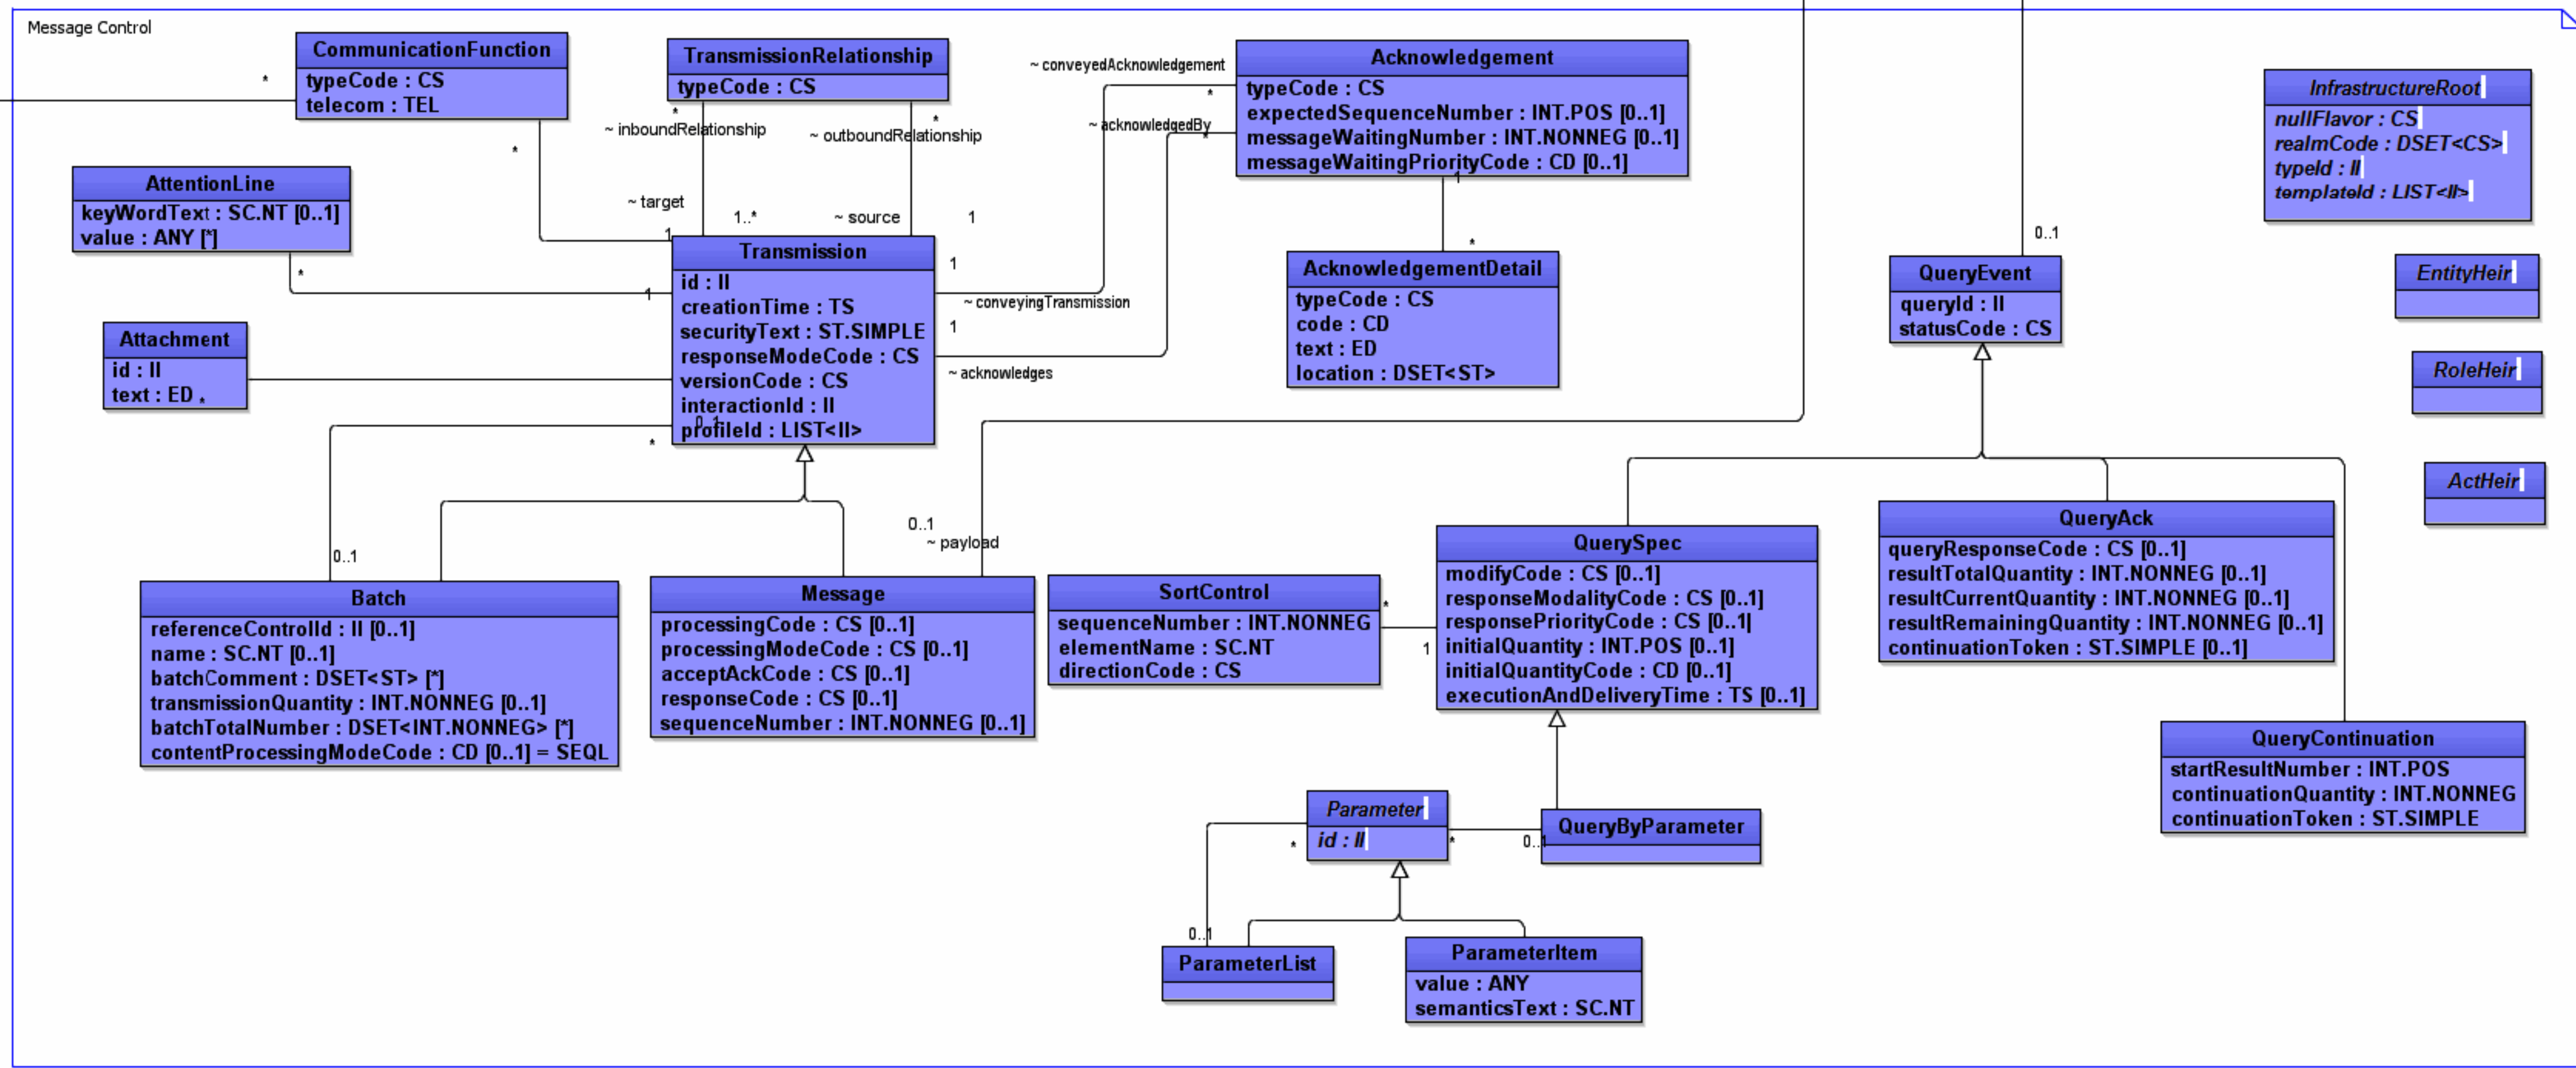 Message Control
CommunicationFunction
typeCode : CS
telecom : TEL
*
*
TransmissionRelationship
typeCode : CS
*
*
~ inboundRelationship
~ outboundRelationship
~ conveyedAcknowledgement
*
~ acknowledgedBy
*
Acknowledgement
typeCode : CS
expectedSequenceNumber : INT.POS [0..1]
messageWaitingNumber : INT.NONNEG [0..1]
messageWaitingPriorityCode : CD [0..1]
1
*
InfrastructureRoot
nullFlavor : CS
realmCode : DSET<CS>
typeId : II
templateId : LIST<II>
AttentionLine
keyWordText : SC.NT [0..1]
value : ANY [*]
*
1
~ target
1..*
~ source
1
1
Transmission
id : II
creationTime : TS
securityText : ST.SIMPLE
responseModeCode : CS
versionCode : CS
interactionId : II
profileId : LIST<II>
0..1
1
~ conveyingTransmission
1
~ acknowledges
AcknowledgementDetail
typeCode : CS
code : CD
text : ED
location : DSET<ST>
0..1
QueryEvent
queryId : II
statusCode : CS
EntityHeir
RoleHeir
ActHeir
Attachment
id : II
text : ED
*
*
0..1
0..1
~ payload
Batch
referenceControlId : II [0..1]
name : SC.NT [0..1]
batchComment : DSET<ST> [*]
transmissionQuantity : INT.NONNEG [0..1]
batchTotalNumber : DSET<INT.NONNEG> [*]
contentProcessingModeCode : CD [0..1] = SEQL
Message
processingCode : CS [0..1]
processingModeCode : CS [0..1]
acceptAckCode : CS [0..1]
responseCode : CS [0..1]
sequenceNumber : INT.NONNEG [0..1]
SortControl
sequenceNumber : INT.NONNEG
elementName : SC.NT
directionCode : CS
*
1
QuerySpec
modifyCode : CS [0..1]
responseModalityCode : CS [0..1]
responsePriorityCode : CS [0..1]
initialQuantity : INT.POS [0..1]
initialQuantityCode : CD [0..1]
executionAndDeliveryTime : TS [0..1]
QueryAck
queryResponseCode : CS [0..1]
resultTotalQuantity : INT.NONNEG [0..1]
resultCurrentQuantity : INT.NONNEG [0..1]
resultRemainingQuantity : INT.NONNEG [0..1]
continuationToken : ST.SIMPLE [0..1]
QueryContinuation
startResultNumber : INT.POS
continuationQuantity : INT.NONNEG
continuationToken : ST.SIMPLE
Parameter
id : II
*
*
0..1
QueryByParameter
0..1
ParameterList
ParameterItem
value : ANY
semanticsText : SC.NT